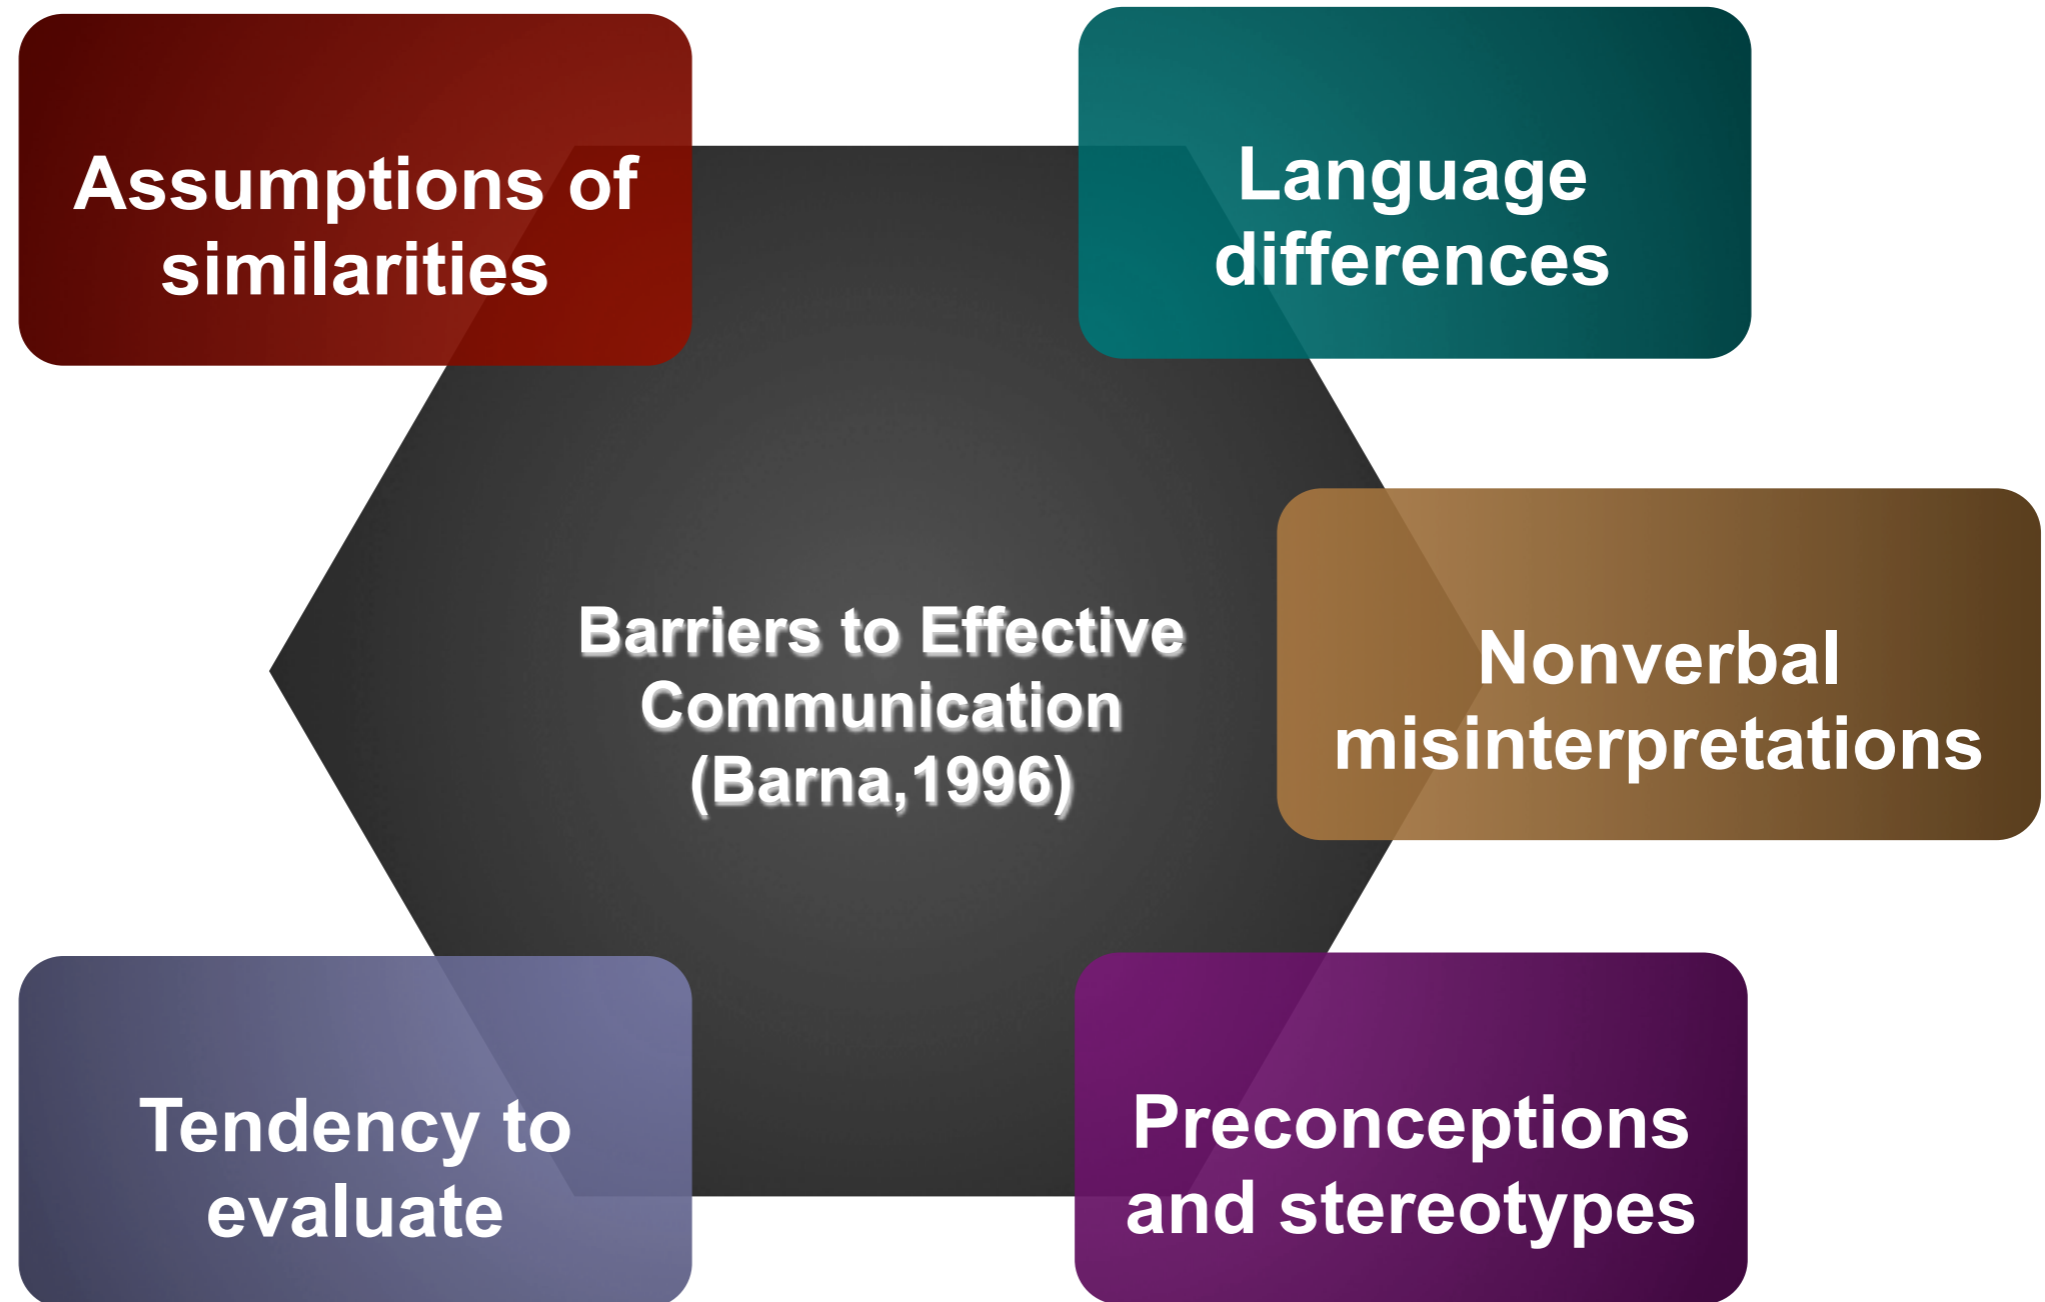 Assumptions of
similarities
Language
differences
Barriers to Effective
Communication
(Barna,1996)
Nonverbal
misinterpretations
Tendency to
evaluate
Preconceptions
and stereotypes